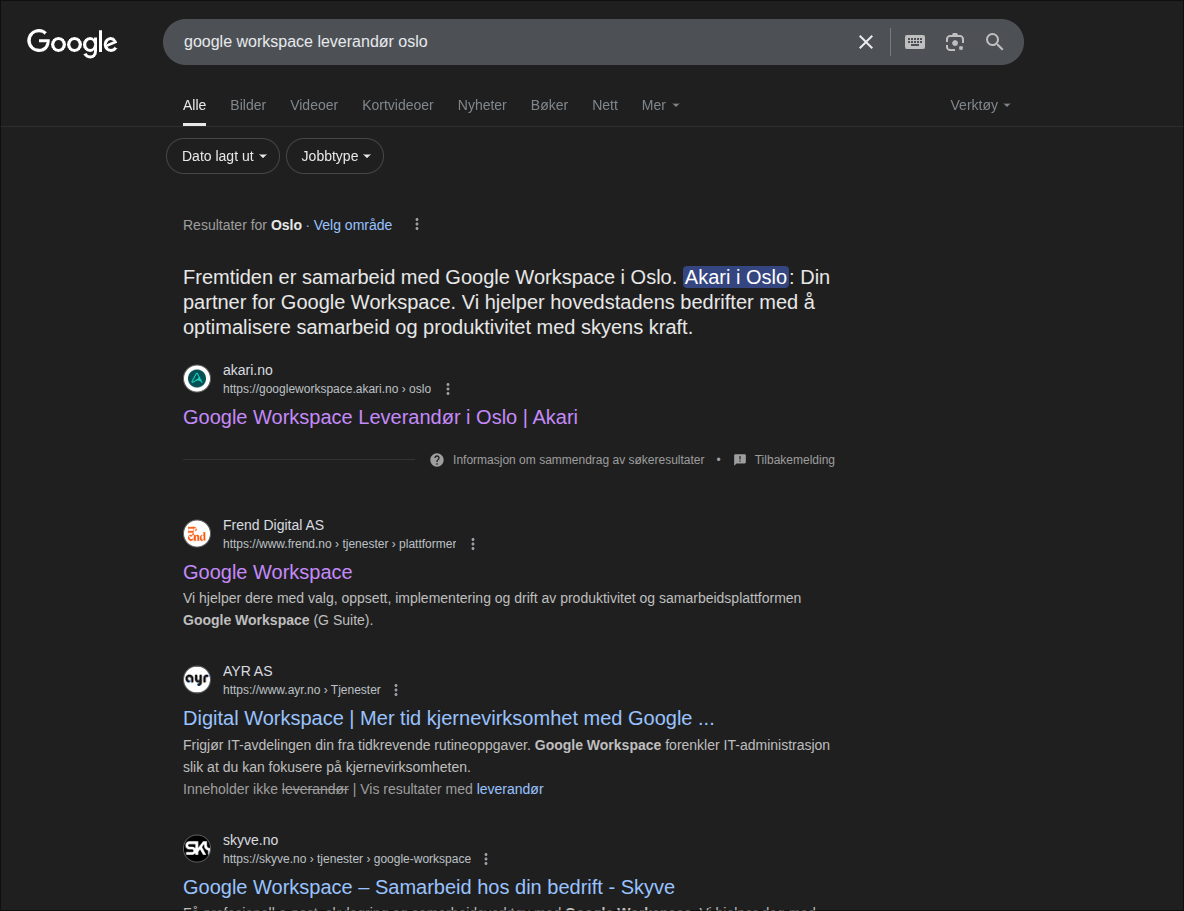 Google
google workspace leverandør oslo
Alle Bilder Videoer Kortvideoer Nyheter Bøker Nett Mer Verktøy
Dato lagt ut Jobbtype
Resultater for Oslo · Velg område
Fremtiden er samarbeid med Google Workspace i Oslo. Akari i Oslo: Din
partner for Google Workspace. Vi hjelper hovedstadens bedrifter med å
optimalisere samarbeid og produktivitet med skyens kraft.
akari.no
https://googleworkspace.akari.no › oslo
Google Workspace Leverandør i Oslo | Akari
Informasjon om sammendrag av søkeresultater • Tilbakemelding
Frend Digital AS
https://www.frend.no › tjenester › plattformer
Google Workspace
Vi hjelper dere med valg, oppsett, implementering og drift av produktivitet og samarbeidsplattformen
Google Workspace (G Suite).
ayr
AYR AS
https://www.ayr.no › Tjenester
Digital Workspace | Mer tid kjernevirksomhet med Google ...
Frigjør IT-avdelingen din fra tidkrevende rutineoppgaver. Google Workspace forenkler IT-administrasjon
slik at du kan fokusere på kjernevirksomheten.
Inneholder ikke leverandør | Vis resultater med leverandør
skyve.no
https://skyve.no › tjenester › google-workspace
Google Workspace – Samarbeid hos din bedrift - Skyve